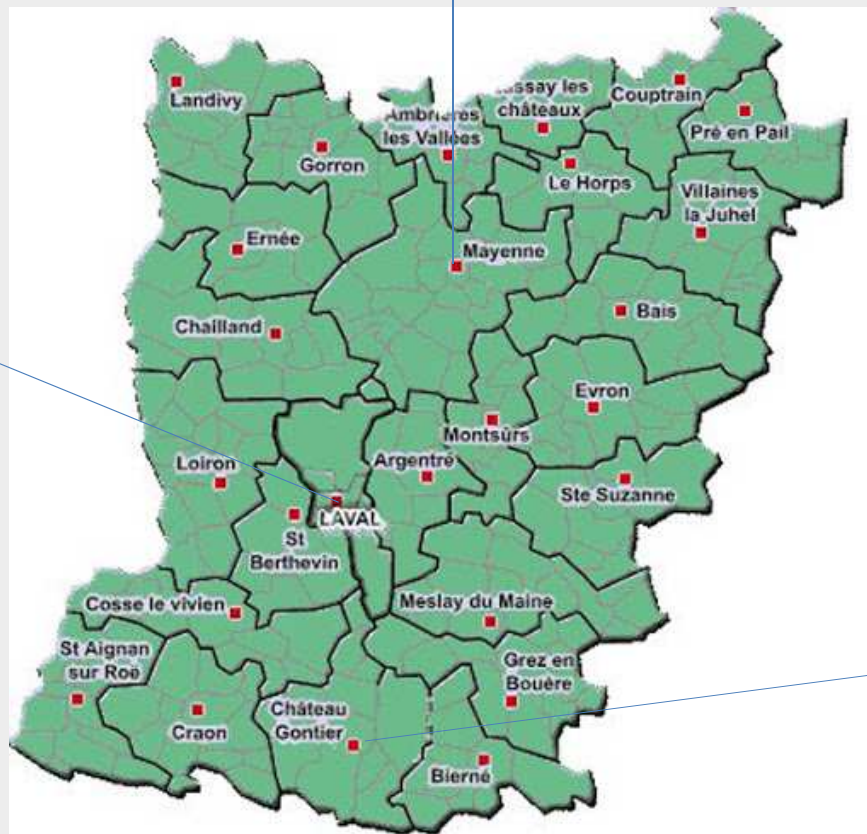 Landivy
Gorron
Ambrières
les Vallées
châteaux
Couptrain
Pré en Pail
Le Horps
Villaines
la Juhel
Ernée
Mayenne
Bais
Chailland
Evron
Montsûrs
Argentré
Loiron
Ste Suzanne
LAVAL
St
Berthevin
Cosse le vivien
Meslay du Maine
St Aignan
sur Roë
Grez en
Bouère
Château
Gontier
Craon
Bierné